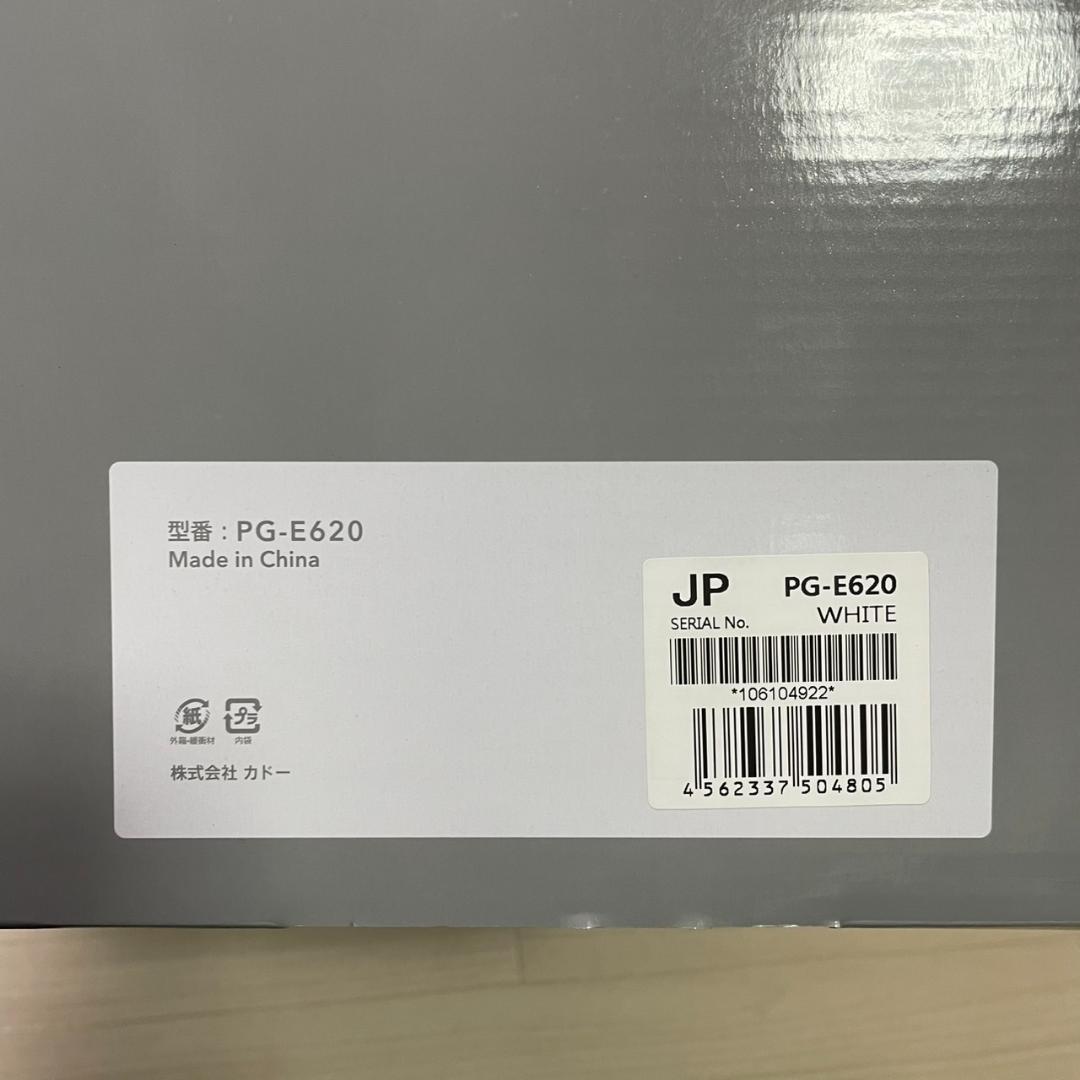 型番：PG-E620
Made in China
紙
プラ
外箱・緩衝材
内袋
株式会社 カドー
JP
PG-E620
SERIAL No.
WHITE
*106104922*
4 562337 504805